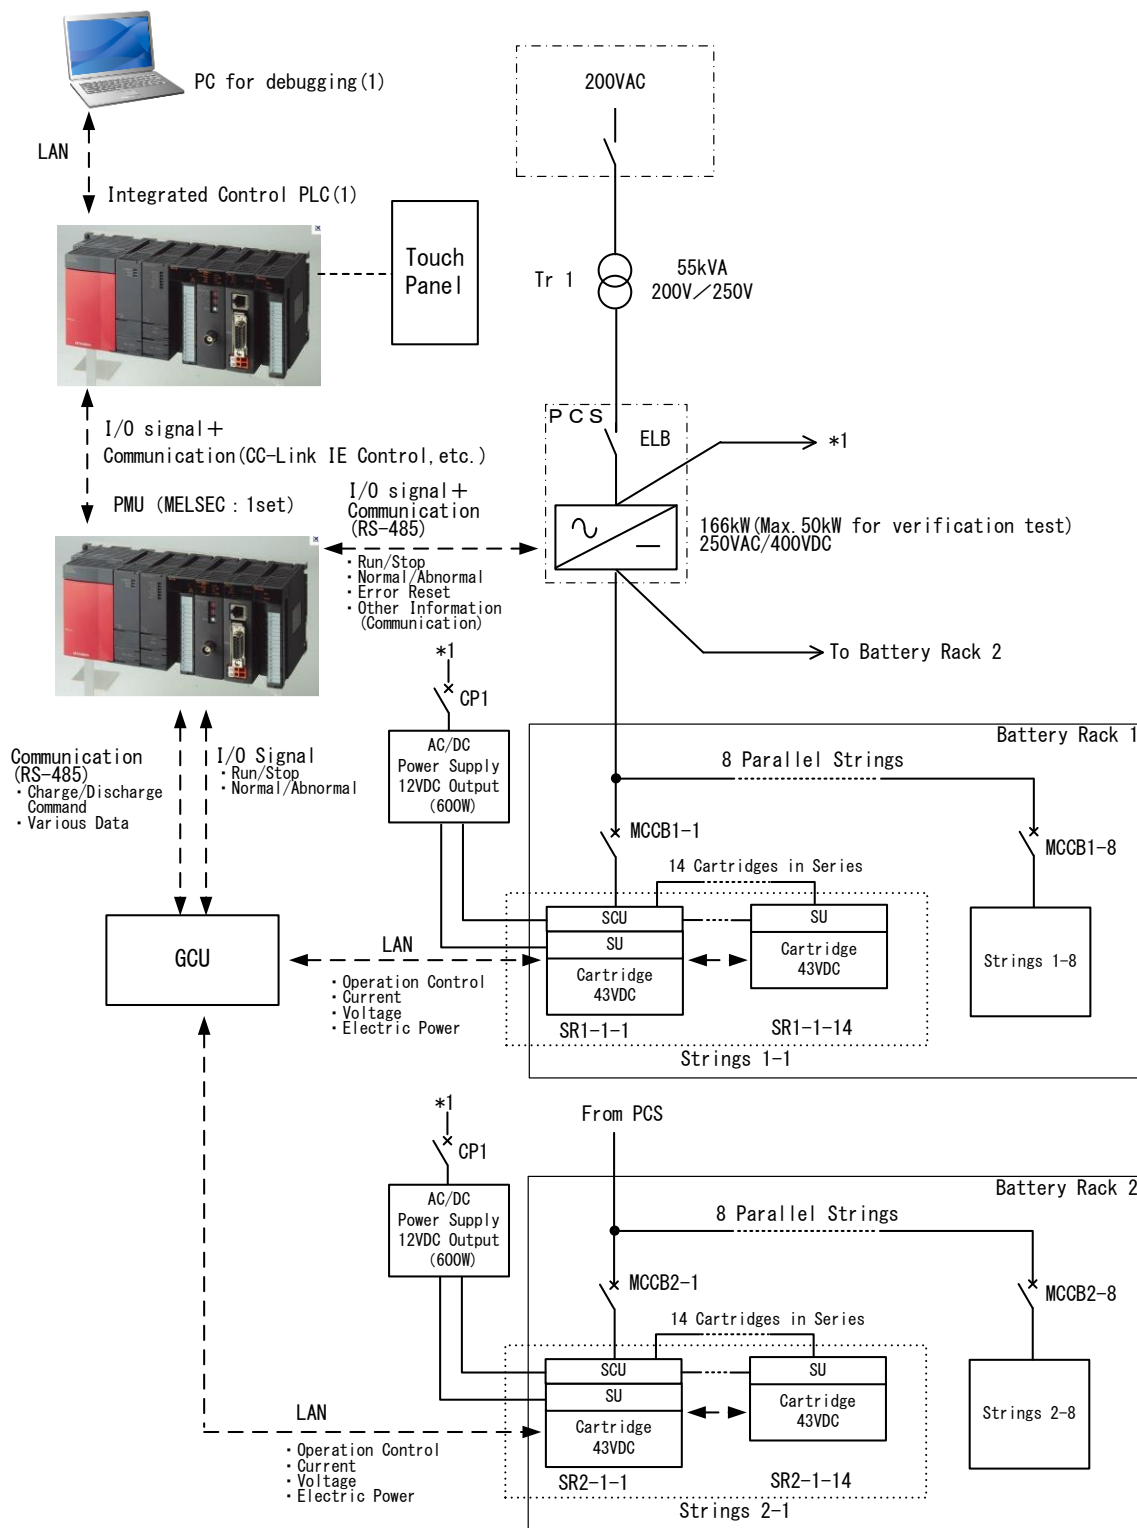 PC for debugging(1)
LAN
Integrated Control PLC(1)
Touch
Panel
200VAC
Tr 1
55kVA
200V／250V
I/O signal＋
Communication(CC-Link IE Control,etc.)
PMU (MELSEC：1set)
I/O signal＋
Communication
(RS-485)
・Run/Stop
・Normal/Abnormal
・Error Reset
・Other Information
(Communication)
ＰＣＳ
ELB
*1
166kW(Max.50kW for verification test)
250VAC/400VDC
To Battery Rack 2
*1
CP1
AC/DC
Power Supply
12VDC Output
(600W)
Communication
(RS-485)
・Charge/Discharge
Command
・Various Data
I/O Signal
・Run/Stop
・Normal/Abnormal
Battery Rack 1
8 Parallel Strings
MCCB1-1
MCCB1-8
14 Cartridges in Series
SCU
SU
Cartridge
43VDC
SU
Cartridge
43VDC
Strings 1-8
GCU
LAN
・Operation Control
・Current
・Voltage
・Electric Power
SR1-1-1
SR1-1-14
Strings 1-1
*1
CP1
From PCS
AC/DC
Power Supply
12VDC Output
(600W)
Battery Rack 2
8 Parallel Strings
MCCB2-1
MCCB2-8
14 Cartridges in Series
SCU
SU
Cartridge
43VDC
SU
Cartridge
43VDC
Strings 2-8
LAN
・Operation Control
・Current
・Voltage
・Electric Power
SR2-1-1
SR2-1-14
Strings 2-1